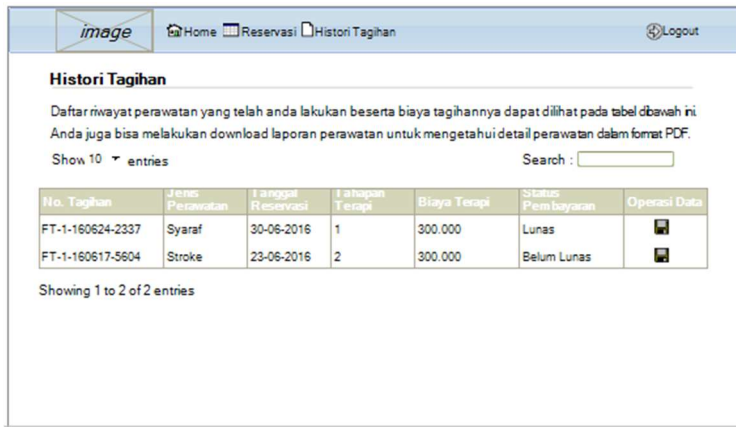 image Home Reservasi Histori Tagihan Logout
Histori Tagihan
Daftar riwayat perawatan yang telah anda lakukan beserta biaya tagihannya dapat dilihat pada tabel dibawah ini.
Anda juga bisa melakukan download laporan perawatan untuk mengetahui detail perawatan dalam format PDF.
Show 10 entries Search :
No. Tagihan Jenis Perawatan Tanggal Reservasi Tahapan Terapi Biaya Terapi Status Pembayaran Operasi Data
FT-1-160624-2337 Syaraf 30-06-2016 1 300.000 Lunas
FT-1-160617-5604 Stroke 23-06-2016 2 300.000 Belum Lunas
Showing 1 to 2 of 2 entries